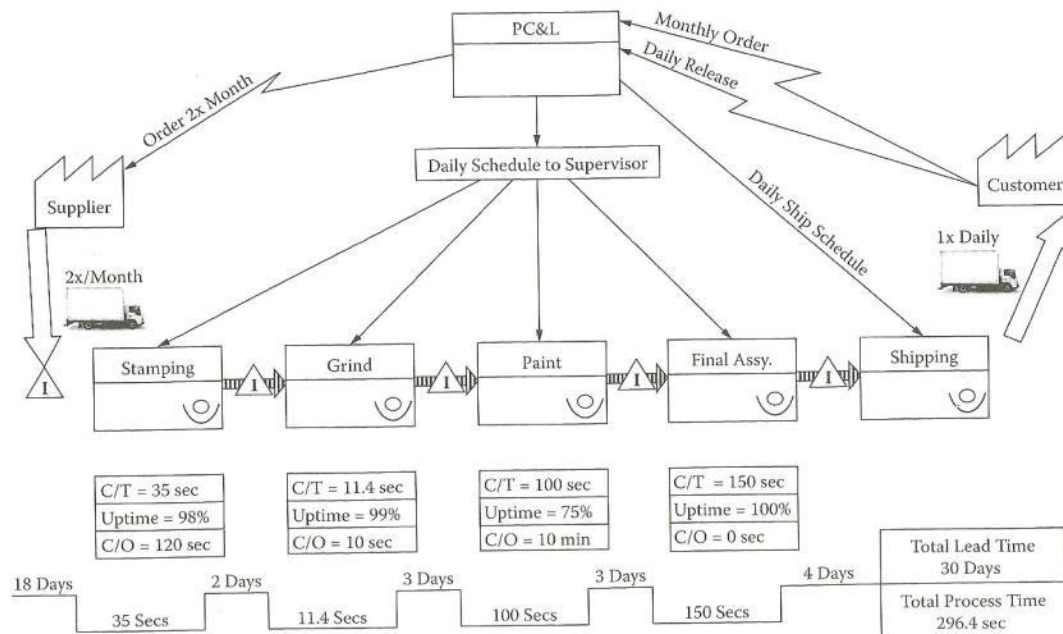 PC&L
Monthly Order
Daily Release
Order 2x Month
Daily Schedule to Supervisor
Supplier
Customer
Daily Ship Schedule
2x/Month
1x Daily
I
Stamping
I
Grind
I
Paint
I
Final Assy.
I
Shipping
C/T = 35 sec
Uptime = 98%
C/O = 120 sec
C/T = 11.4 sec
Uptime = 99%
C/O = 10 sec
C/T = 100 sec
Uptime = 75%
C/O = 10 min
C/T = 150 sec
Uptime = 100%
C/O = 0 sec
18 Days
35 Secs
2 Days
11.4 Secs
3 Days
100 Secs
3 Days
150 Secs
4 Days
Total Lead Time
30 Days
Total Process Time
296.4 sec